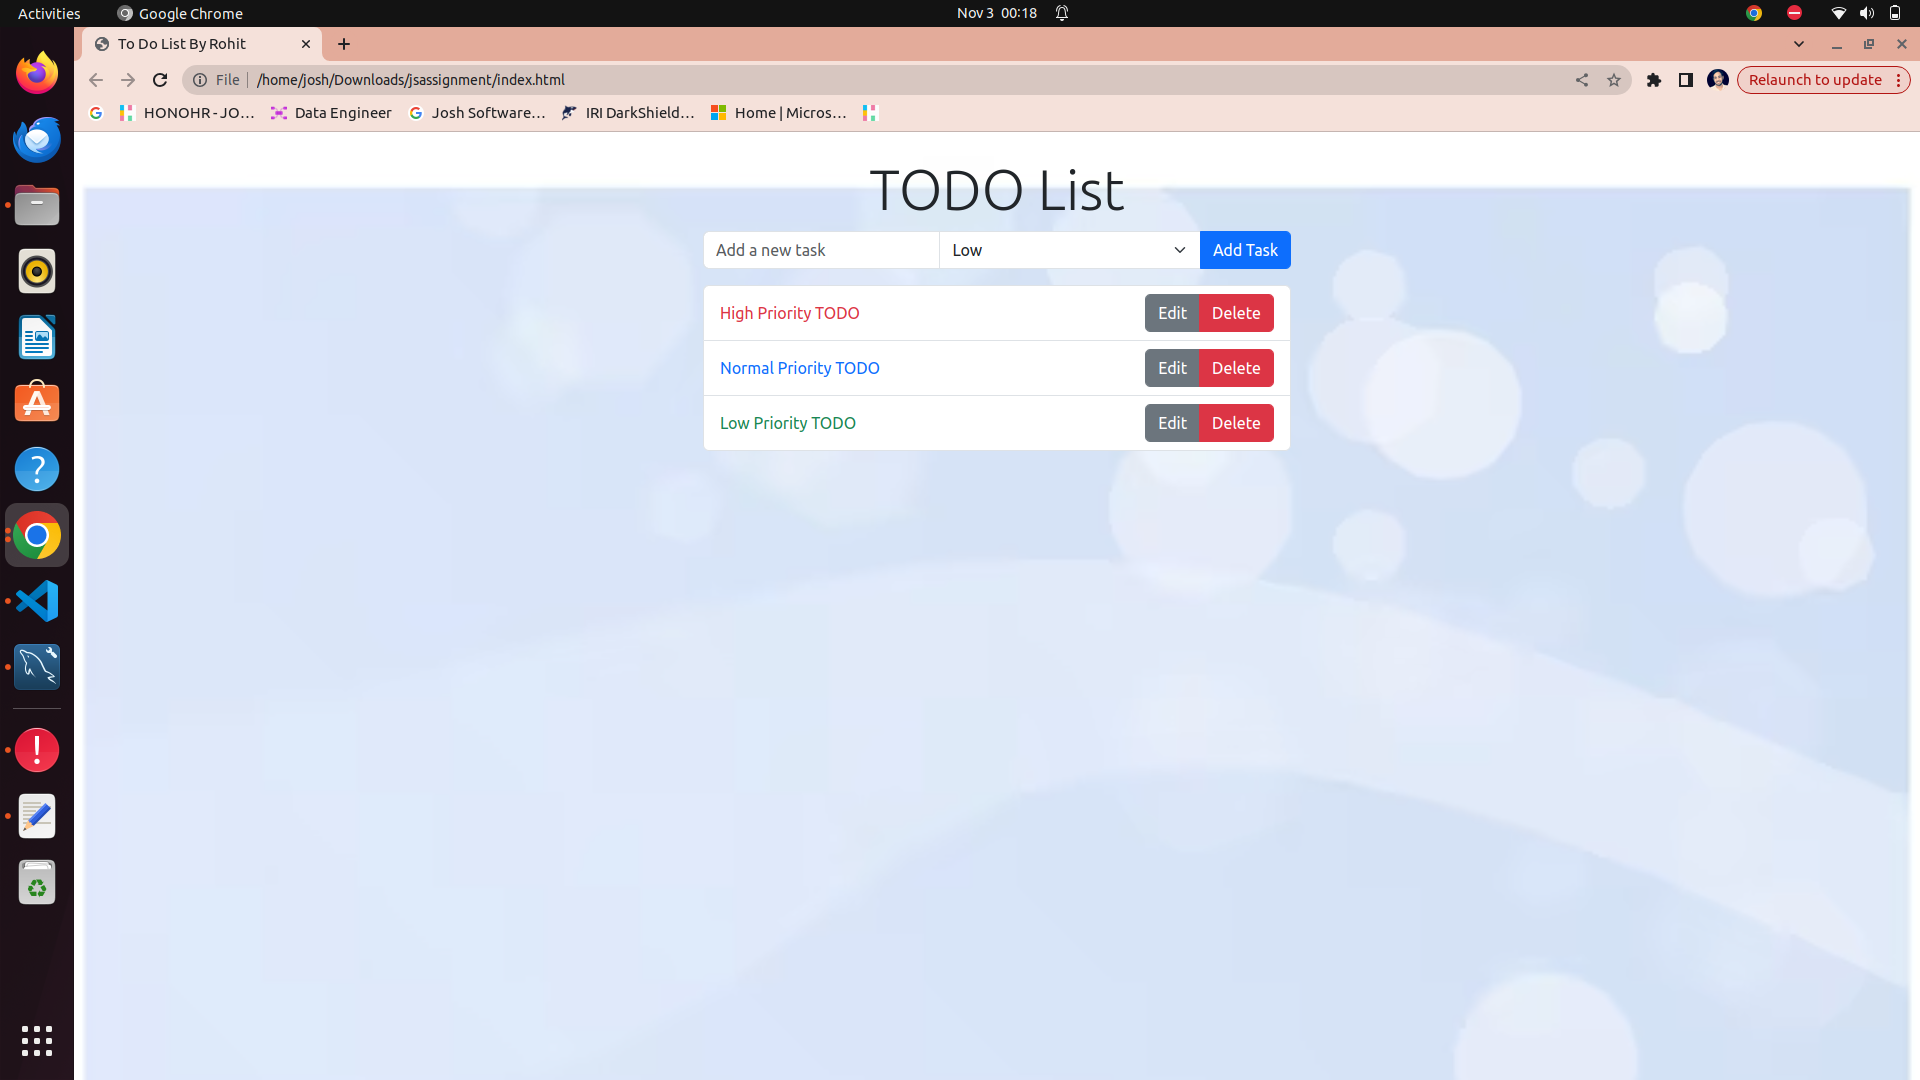 Activities
Google Chrome
Nov 3 00:18
To Do List By Rohit
File
/home/josh/Downloads/jsassignment/index.html
Relaunch to update
HONOHR - JO…
Data Engineer
Josh Software…
IRI DarkShield…
Home | Micros…
TODO List
Add a new task
Low
Add Task
High Priority TODO
Edit
Delete
Normal Priority TODO
Edit
Delete
Low Priority TODO
Edit
Delete